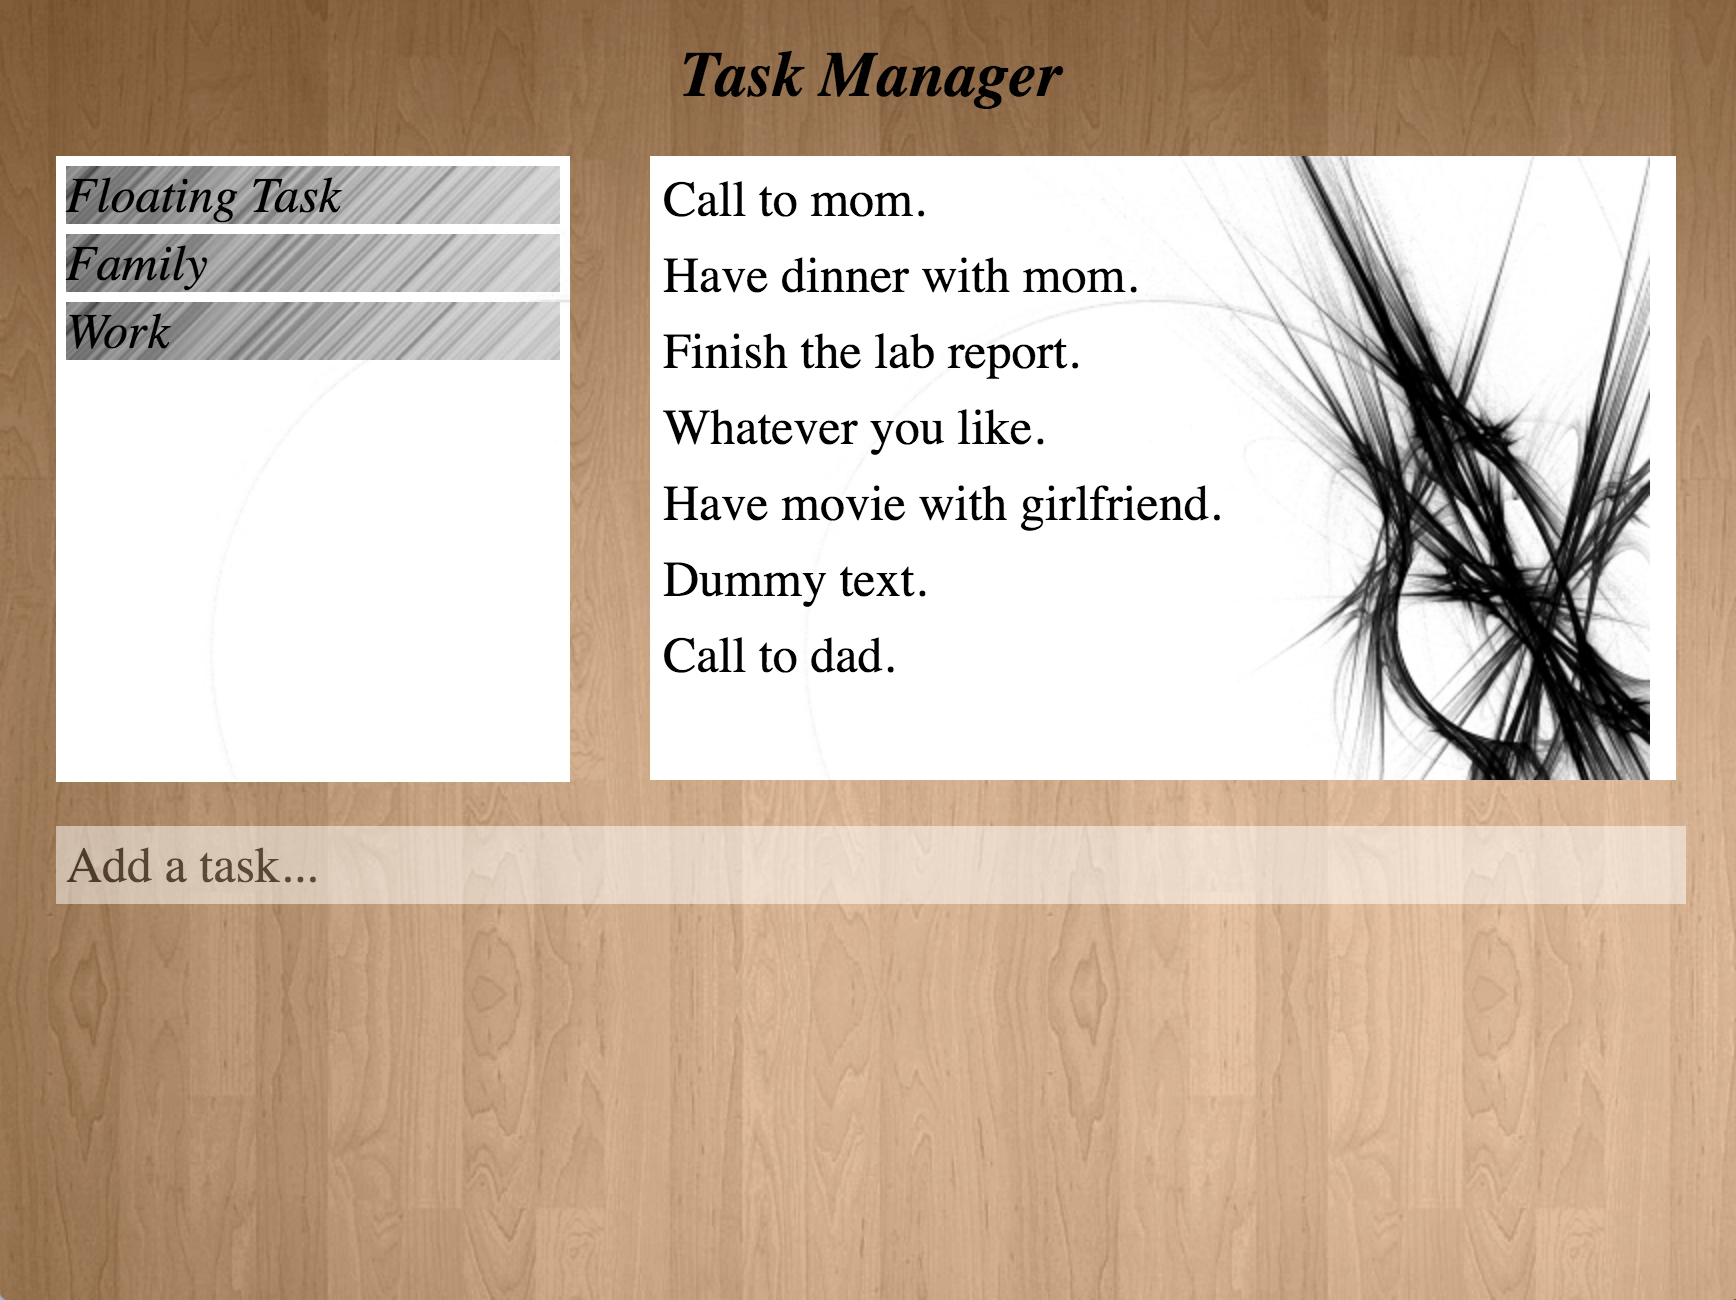 Task Manager
Floating Task
Family
Work
Call to mom.
Have dinner with mom.
Finish the lab report.
Whatever you like.
Have movie with girlfriend.
Dummy text.
Call to dad.
Add a task...